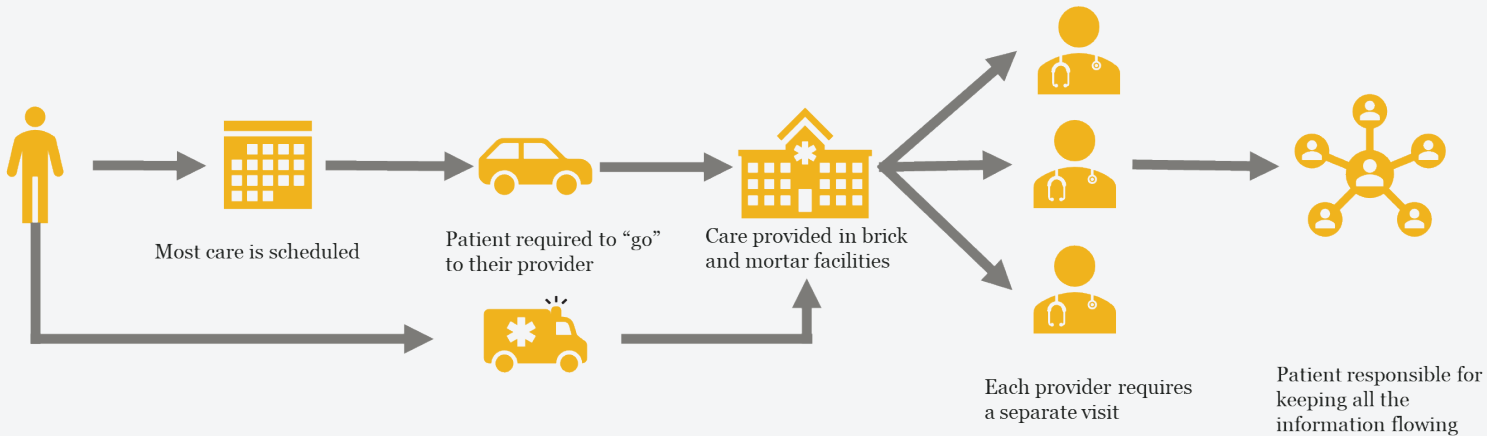 Most care is scheduled
Patient required to “go”
to their provider
Care provided in brick
and mortar facilities
Each provider requires
a separate visit
Patient responsible for
keeping all the
information flowing